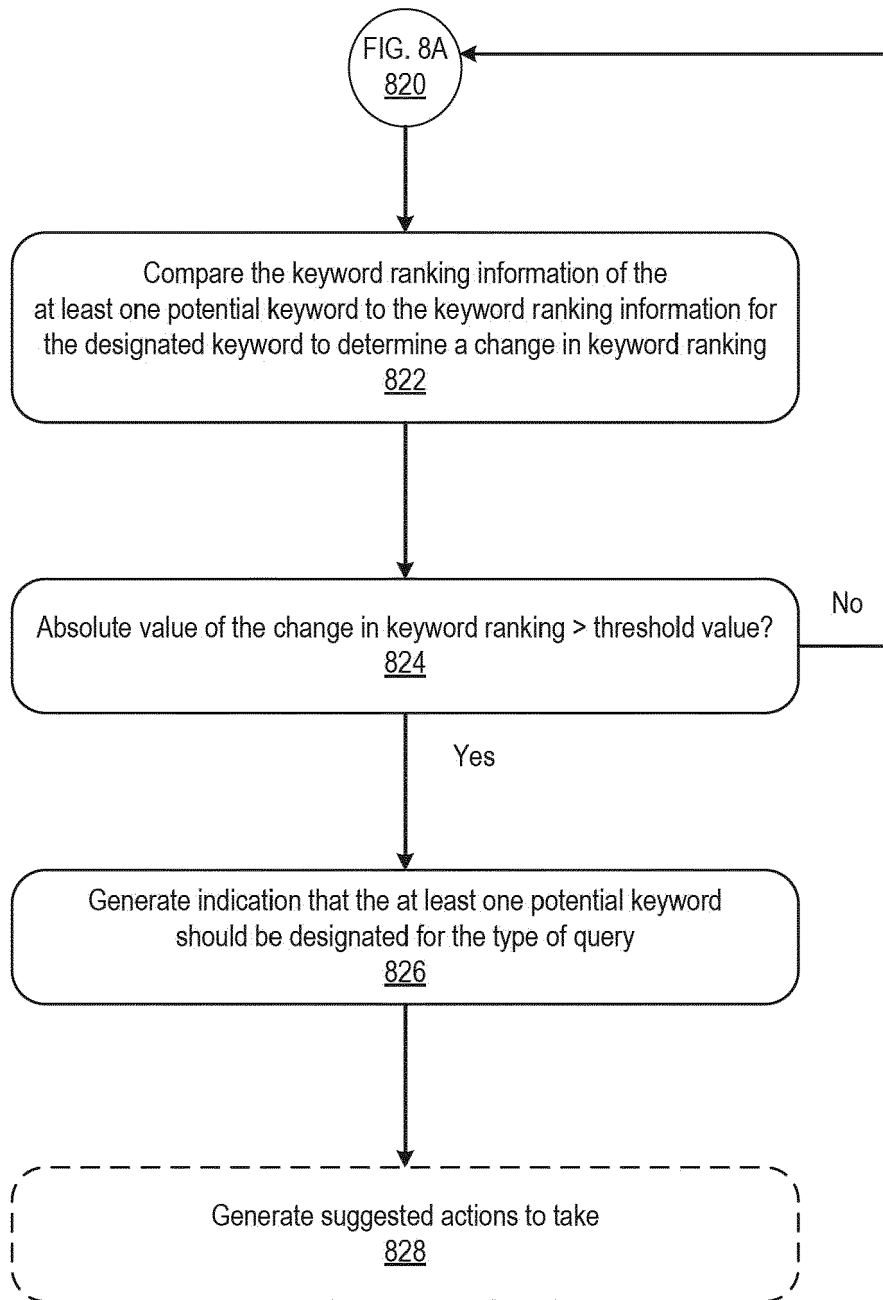 FIG. 8A
820
Compare the keyword ranking information of the
at least one potential keyword to the keyword ranking information for
the designated keyword to determine a change in keyword ranking
822
Absolute value of the change in keyword ranking > threshold value?
824
No
Yes
Generate indication that the at least one potential keyword
should be designated for the type of query
826
Generate suggested actions to take
828